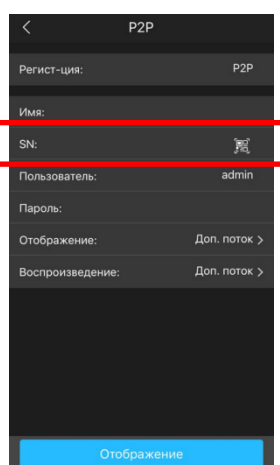 P2P
Регист-ция: P2P
Имя:
SN:
Пользователь: admin
Пароль:
Отображение: Доп. поток
Воспроизведение: Доп. поток
Отображение